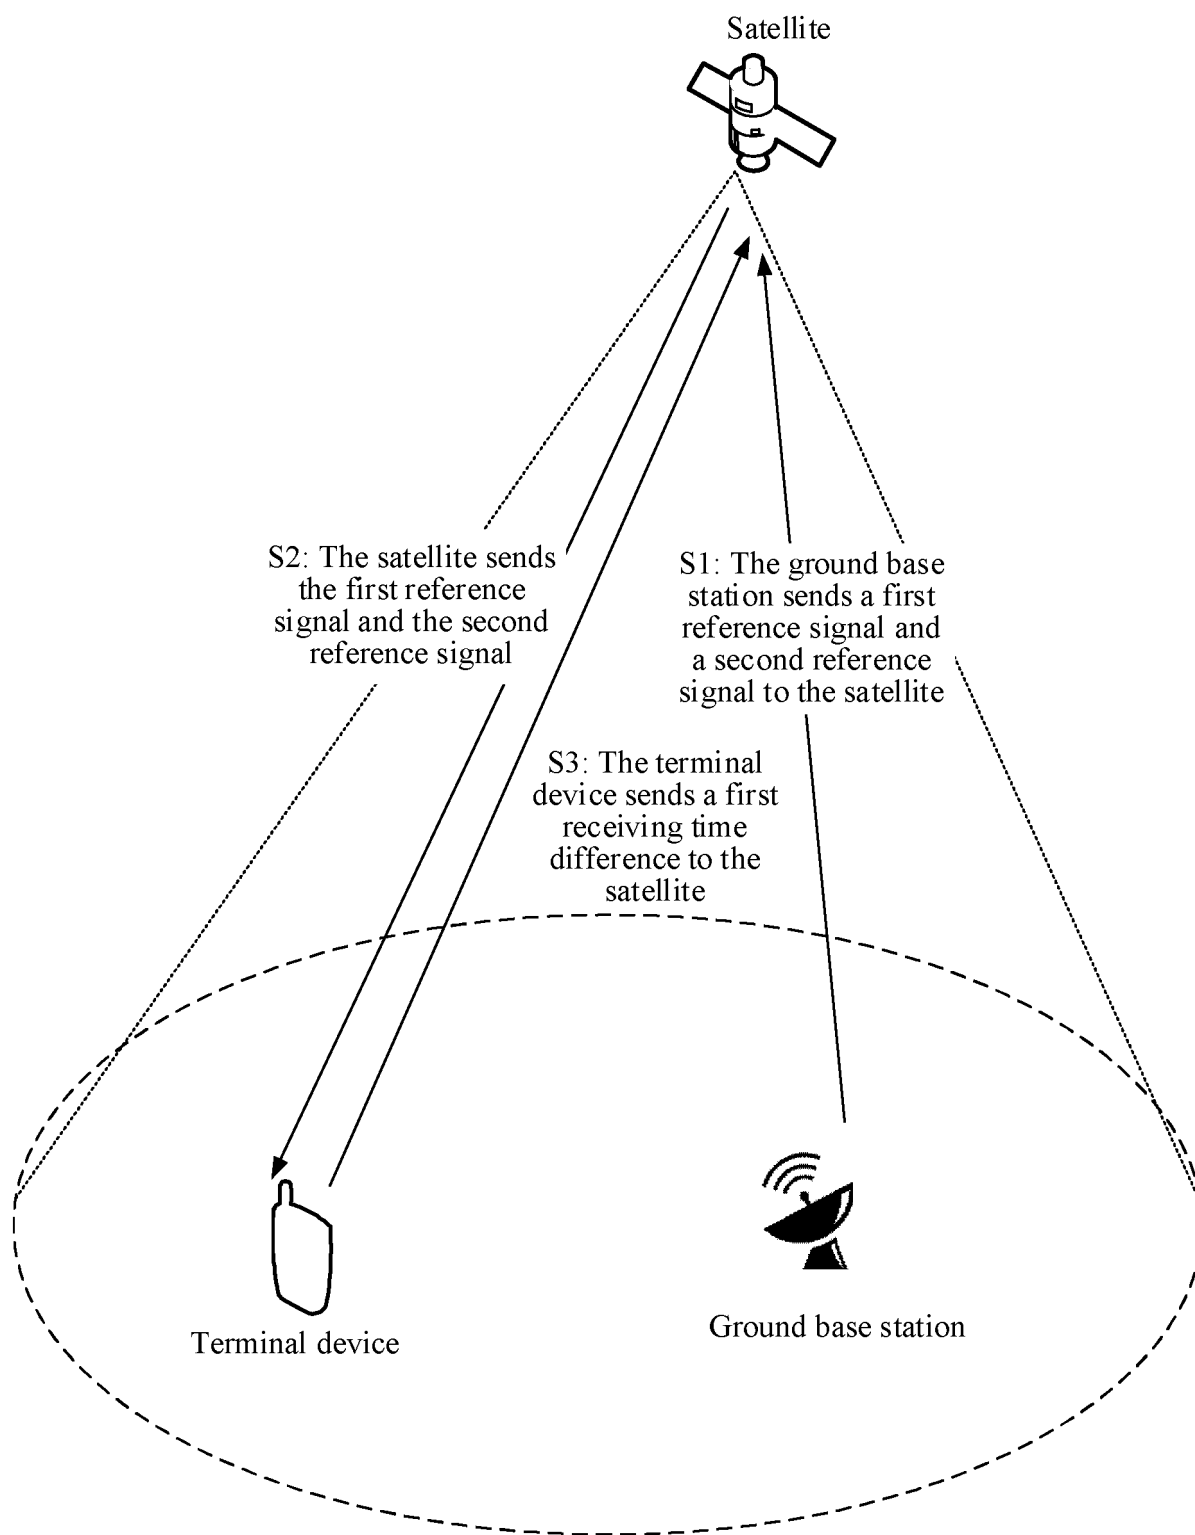 Satellite
S2: The satellite sends
the first reference
signal and the second
reference signal
S1: The ground base
station sends a first
reference signal and
a second reference
signal to the satellite
S3: The terminal
device sends a first
receiving time
difference to the
satellite
Terminal device
Ground base station